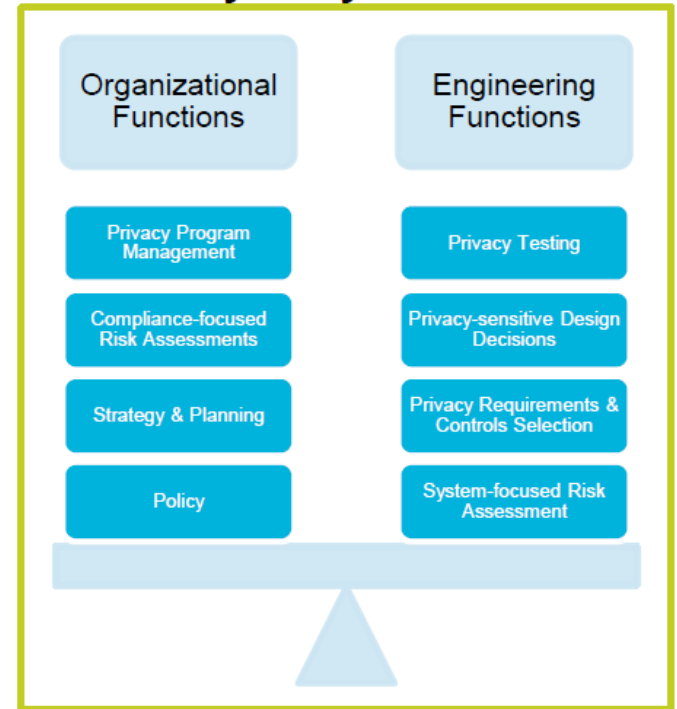 Organizational
Functions
Engineering
Functions
Privacy Program
Management
Privacy Testing
Compliance-focused
Risk Assessments
Privacy-sensitive Design
Decisions
Strategy & Planning
Privacy Requirements &
Controls Selection
Policy
System-focused Risk
Assessment